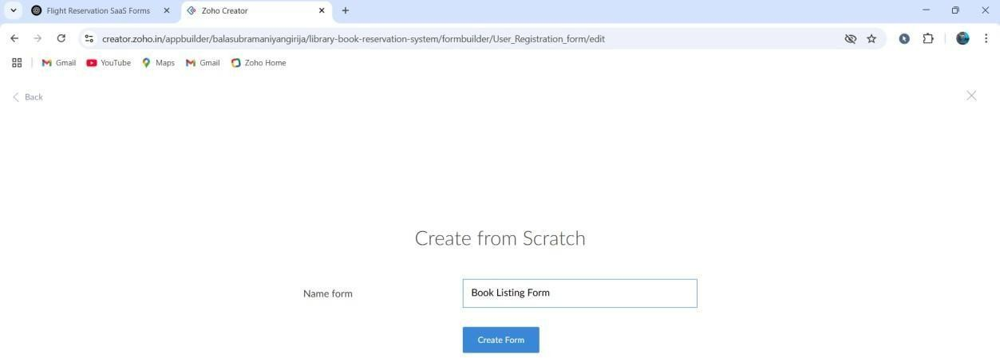 Flight Reservation SaaS Forms
Zoho Creator
creator.zoho.in/appbuilder/balasubramaniyangirija/library-book-reservation-system/formbuilder/User_Registration_form/edit
Gmail YouTube Maps Gmail Zoho Home
Back
Create from Scratch
Name form
Book Listing Form
Create Form